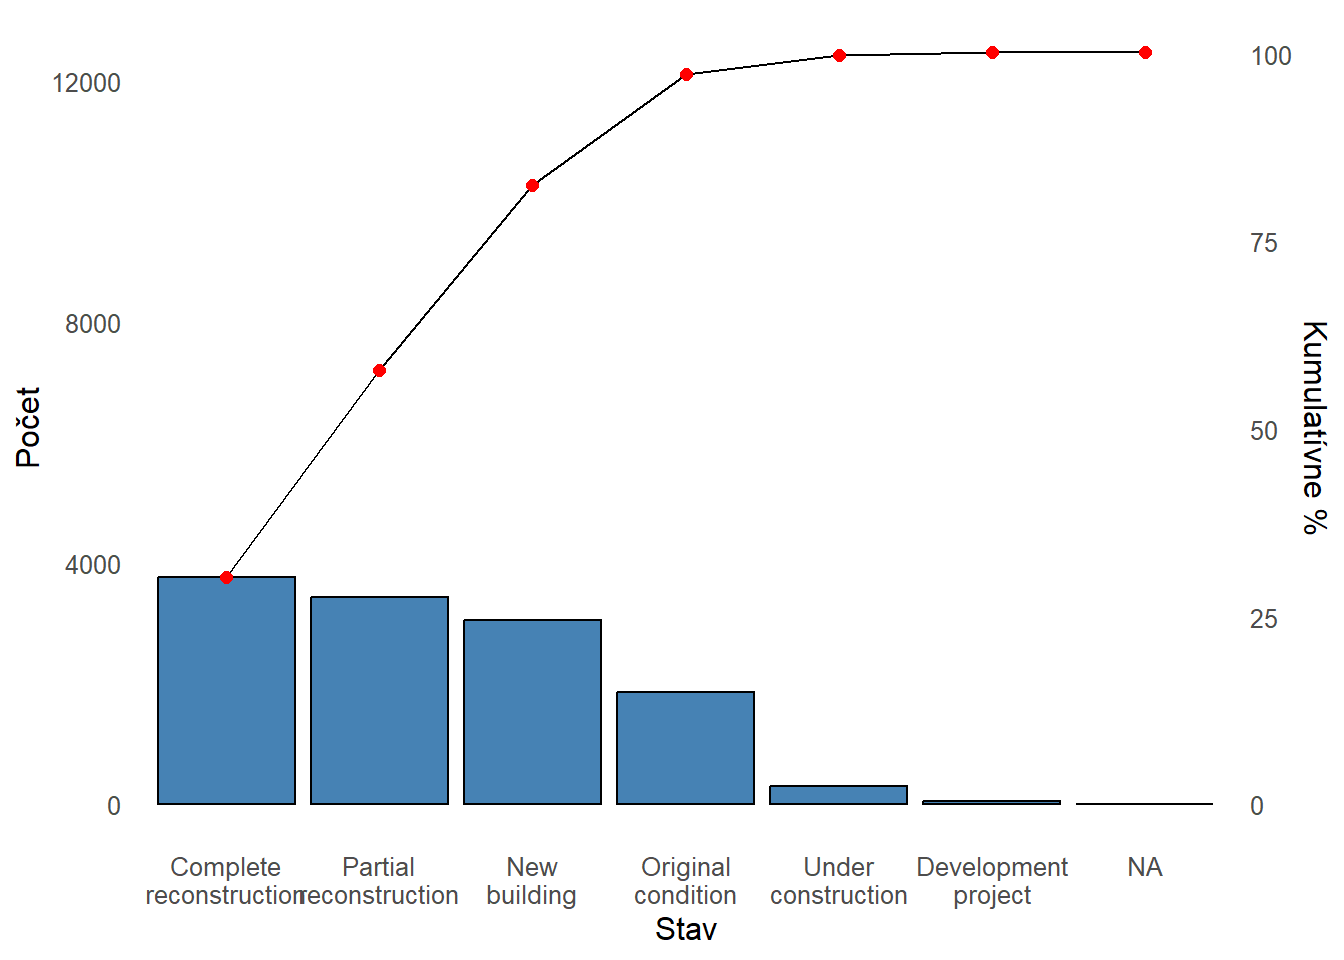 12000
8000
4000
0
Počet
100
75
50
25
0
Kumulatívne %
Complete
reconstruction
Partial
reconstruction
New
building
Original
condition
Under
construction
Development
project
NA
Stav